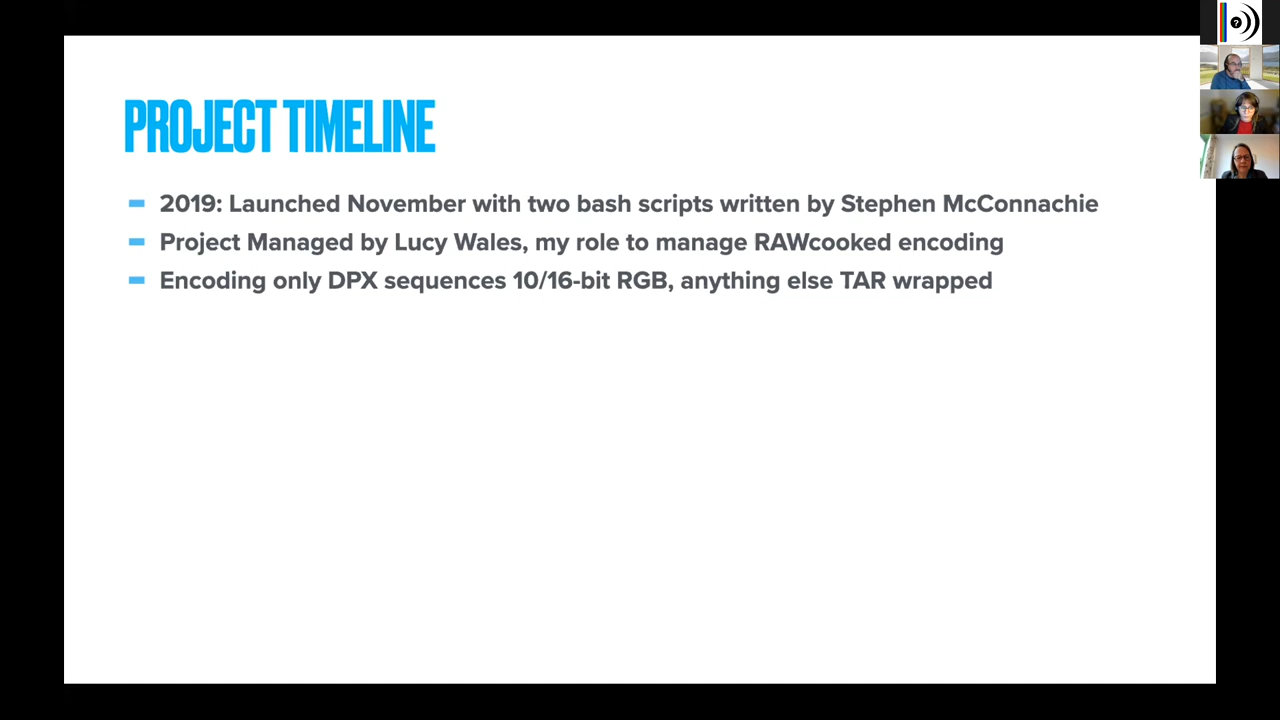 PROJECT TIMELINE
2019: Launched November with two bash scripts written by Stephen McConnachie
Project Managed by Lucy Wales, my role to manage RAWcooked encoding
Encoding only DPX sequences 10/16-bit RGB, anything else TAR wrapped
?